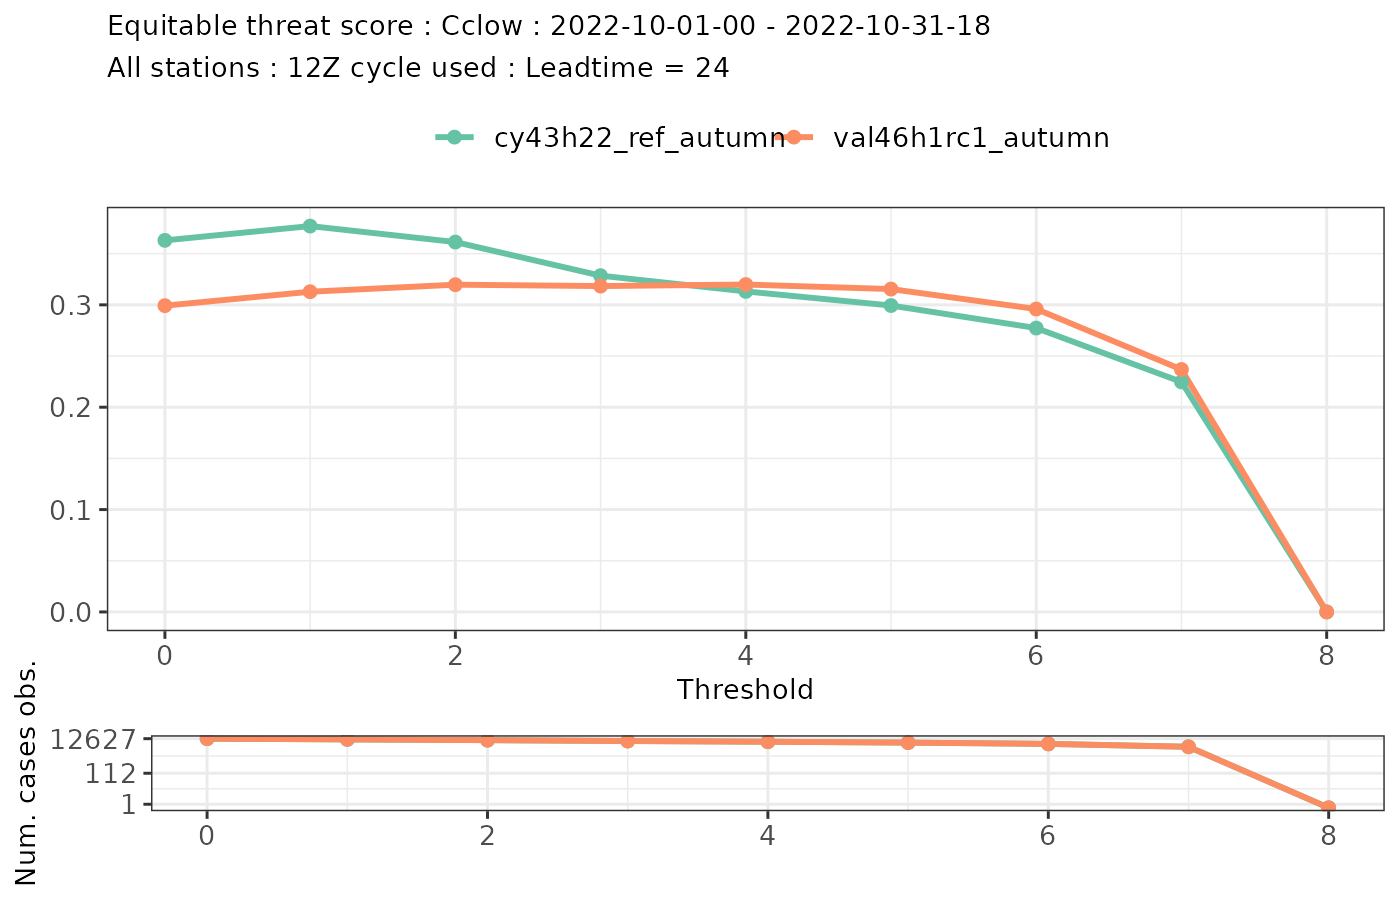 Equitable threat score : Cclow : 2022-10-01-00 - 2022-10-31-18
All stations : 12Z cycle used : Leadtime = 24
cy43h22_ref_autumn val46h1rc1_autumn
0.3
0.2
0.1
0.0
0 2 4 6 8
Threshold
Num. cases obs.
12627
112
1
0 2 4 6 8